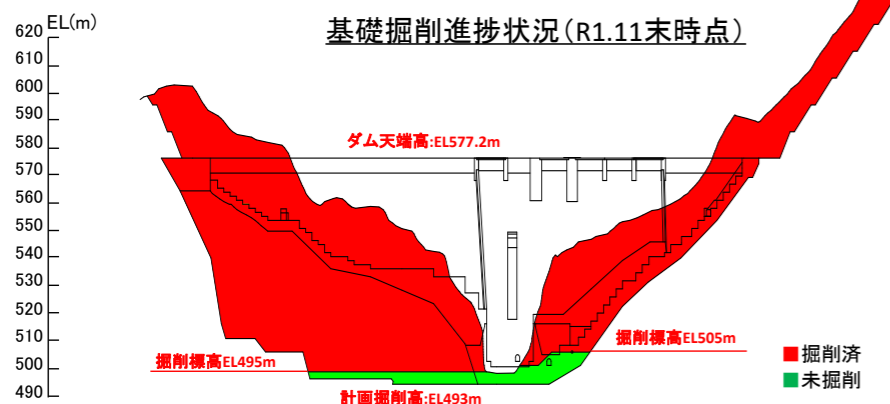 基礎掘削進捗状況(R1.11末時点)
EL(m)
620
610
600
590
580
570
560
550
540
530
520
510
500
490
ダム天端高:EL577.2m
掘削標高EL505m
掘削標高EL495m
計画掘削高:EL493m
■掘削済
■未掘削